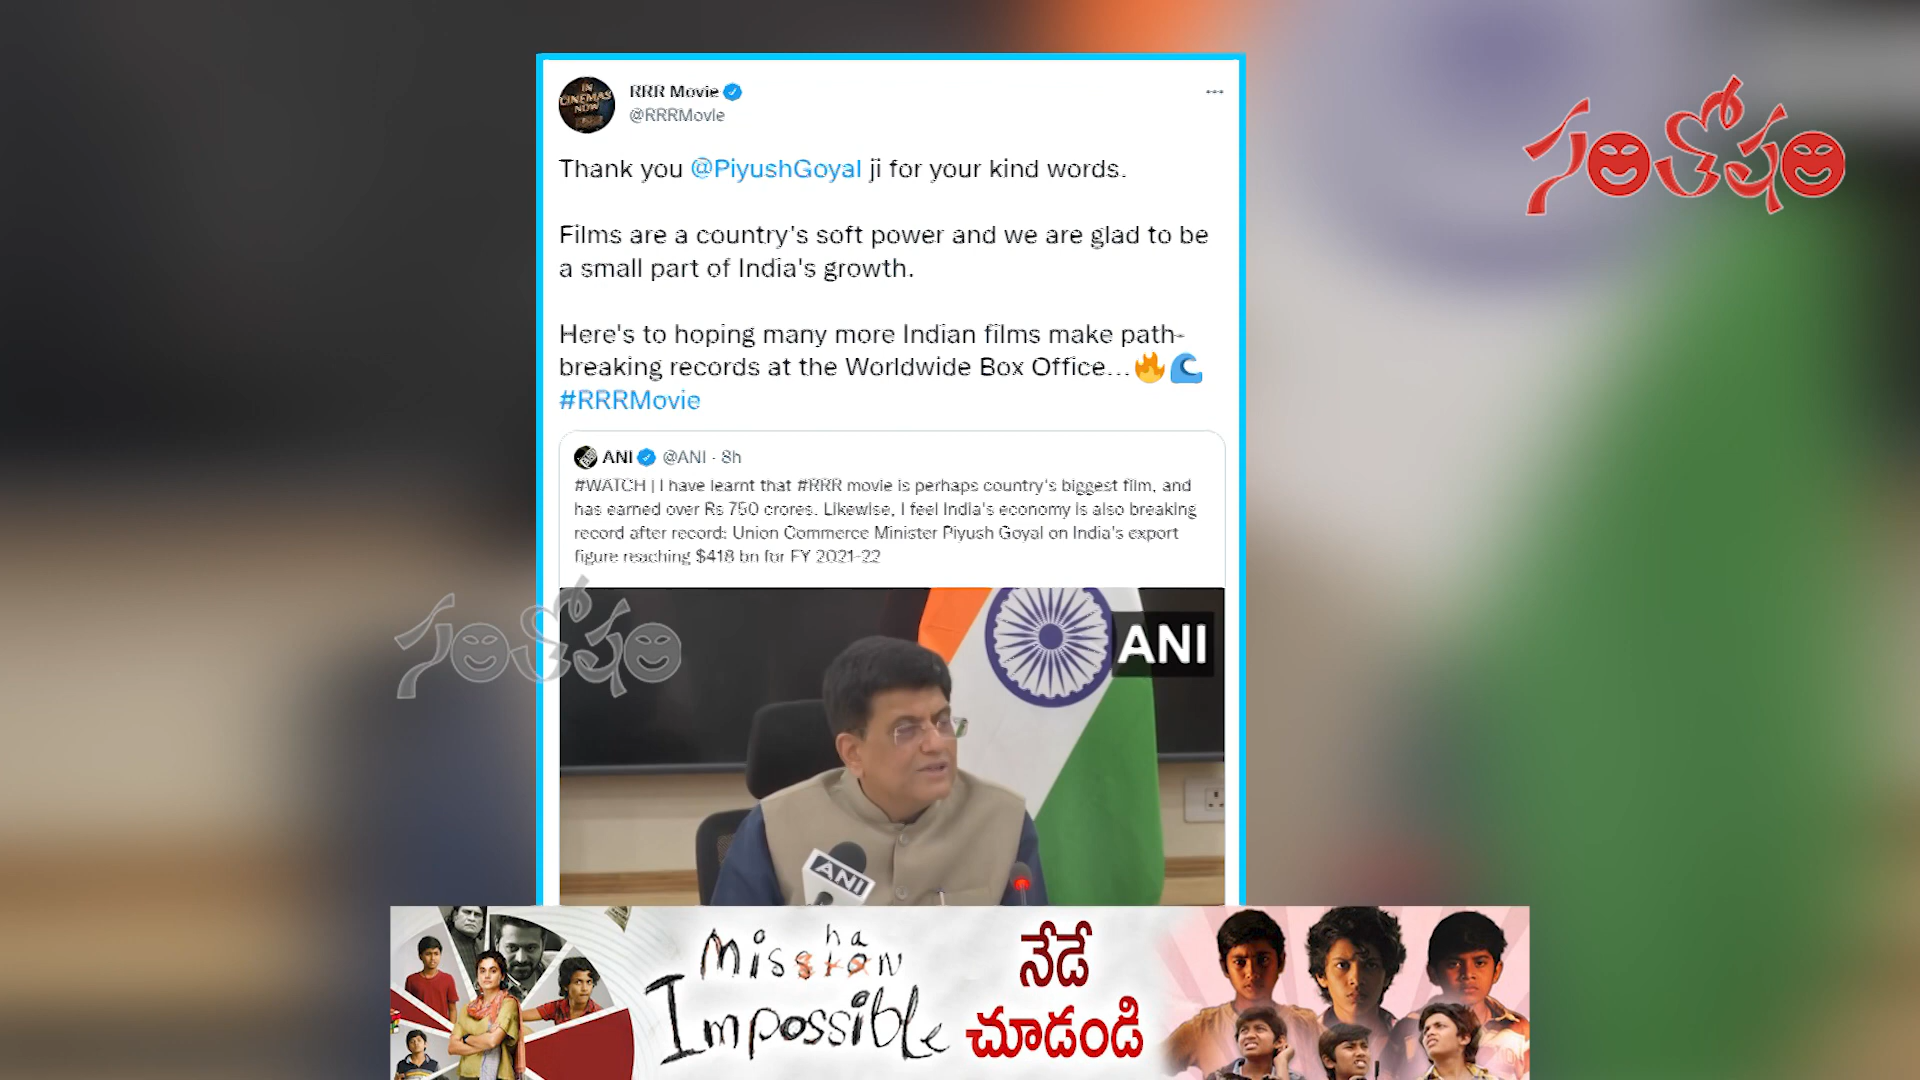 IN
CINEMAS
NOW
RRR Movie
@RRRMovie
Thank you @PiyushGoyal ji for your kind words.
Films are a country's soft power and we are glad to be
a small part of India's growth.
Here's to hoping many more Indian films make path-
breaking records at the Worldwide Box Office...🔥🌊
#RRRMovie
ANI @ANI · 8h
#WATCH | I have learnt that #RRR movie is perhaps country's biggest film, and
has earned over Rs 750 crores. Likewise, I feel India's economy is also breaking
record after record: Union Commerce Minister Piyush Goyal on India's export
figure reaching $418 bn for FY 2021-22
సంతోషం
సంతోషం
ANI
ANI
Misshan
Impossible
నేడే
చూడండి